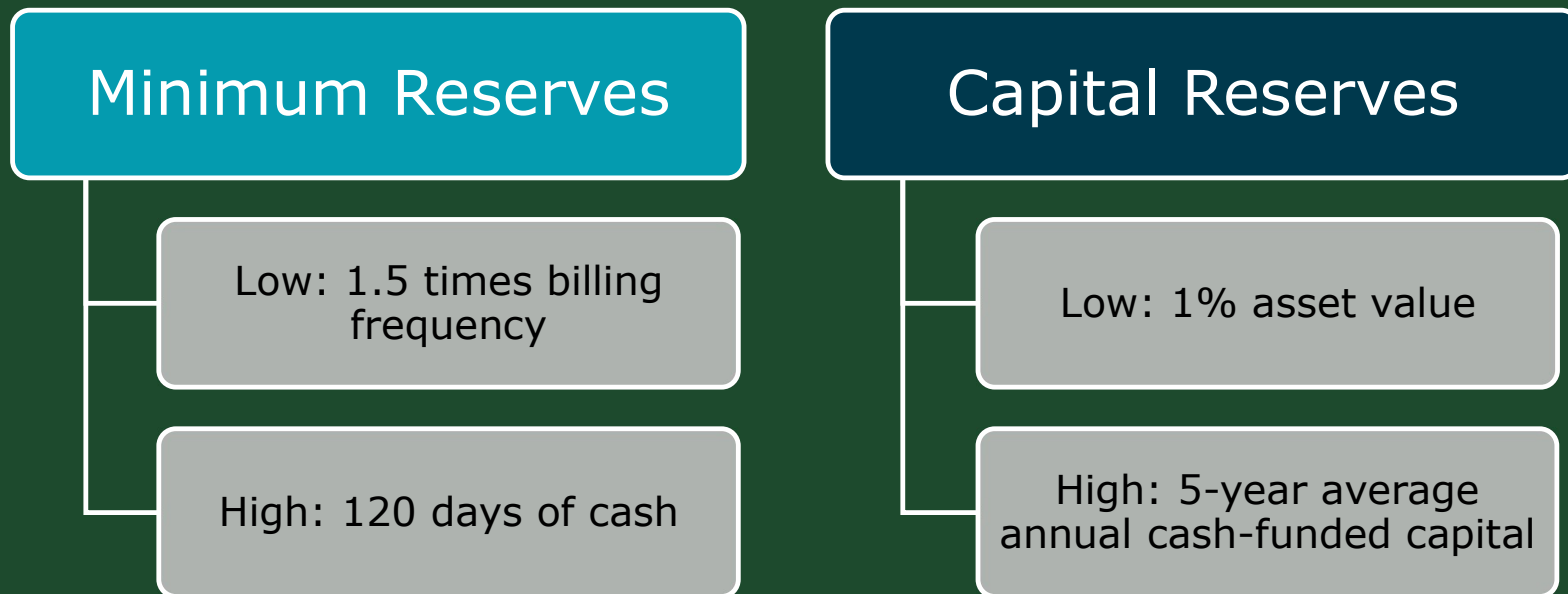 Minimum Reserves
Low: 1.5 times billing
frequency
High: 120 days of cash
Capital Reserves
Low: 1% asset value
High: 5-year average
annual cash-funded capital